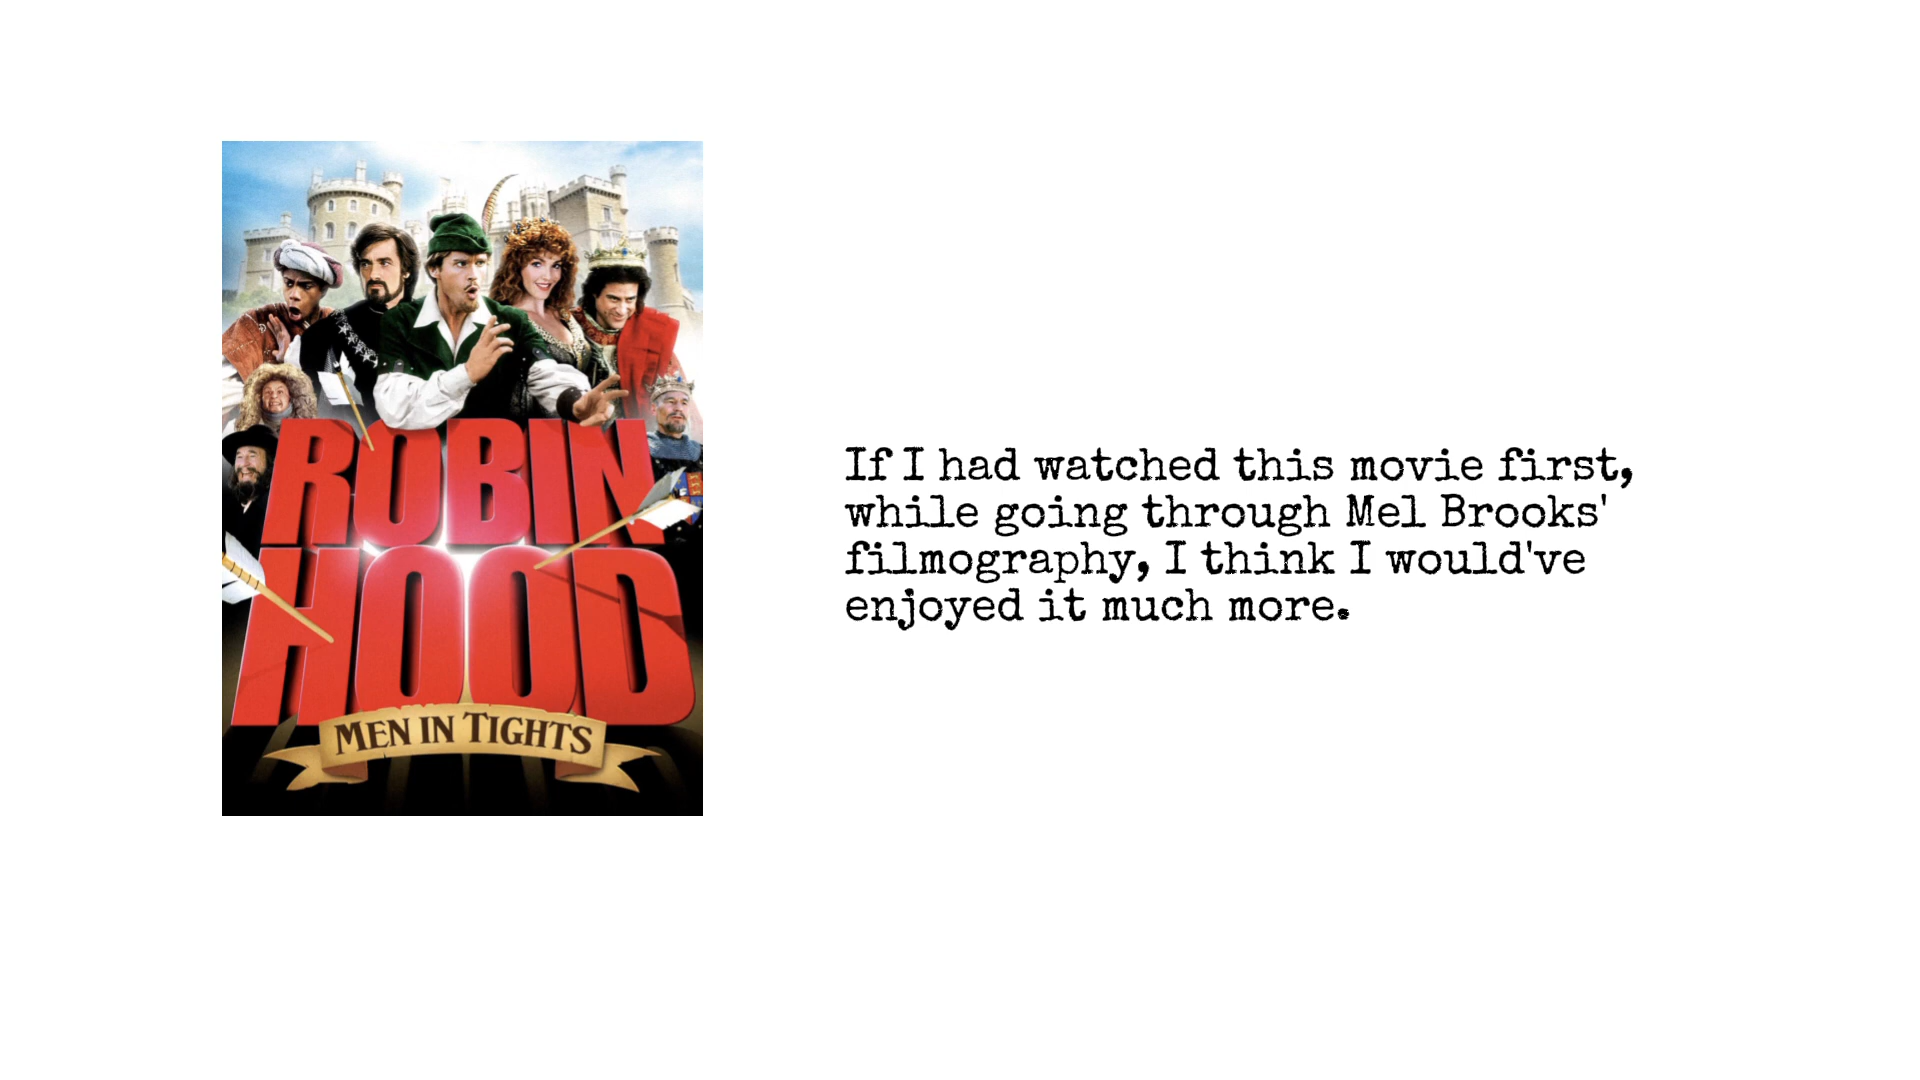 ROBIN
HOOD
MEN IN TIGHTS
If I had watched this movie first,
while going through Mel Brooks'
filmography, I think I would've
enjoyed it much more.